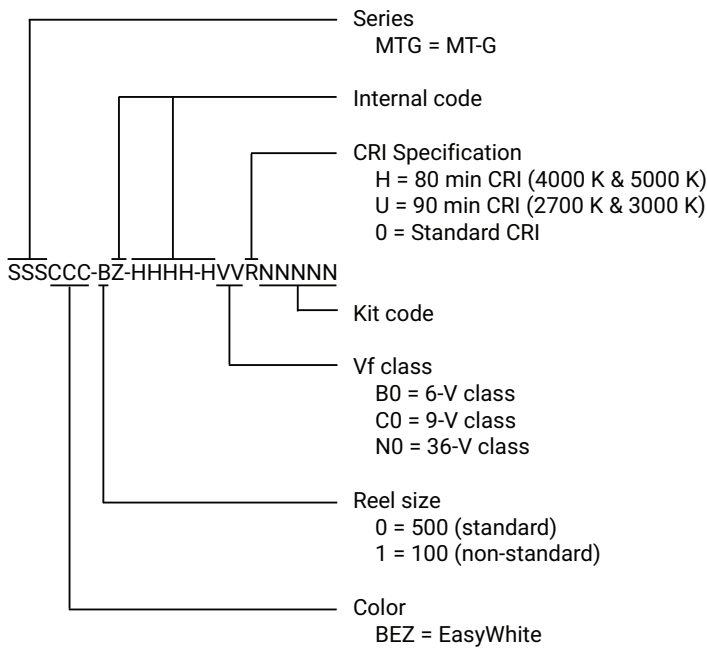 Series
MTG = MT-G
Internal code
CRI Specification
H = 80 min CRI (4000 K & 5000 K)
U = 90 min CRI (2700 K & 3000 K)
0 = Standard CRI
SSSCCC-BZ-HHHH-HVVRNNNNN
Kit code
Vf class
B0 = 6-V class
C0 = 9-V class
N0 = 36-V class
Reel size
0 = 500 (standard)
1 = 100 (non-standard)
Color
BEZ = EasyWhite